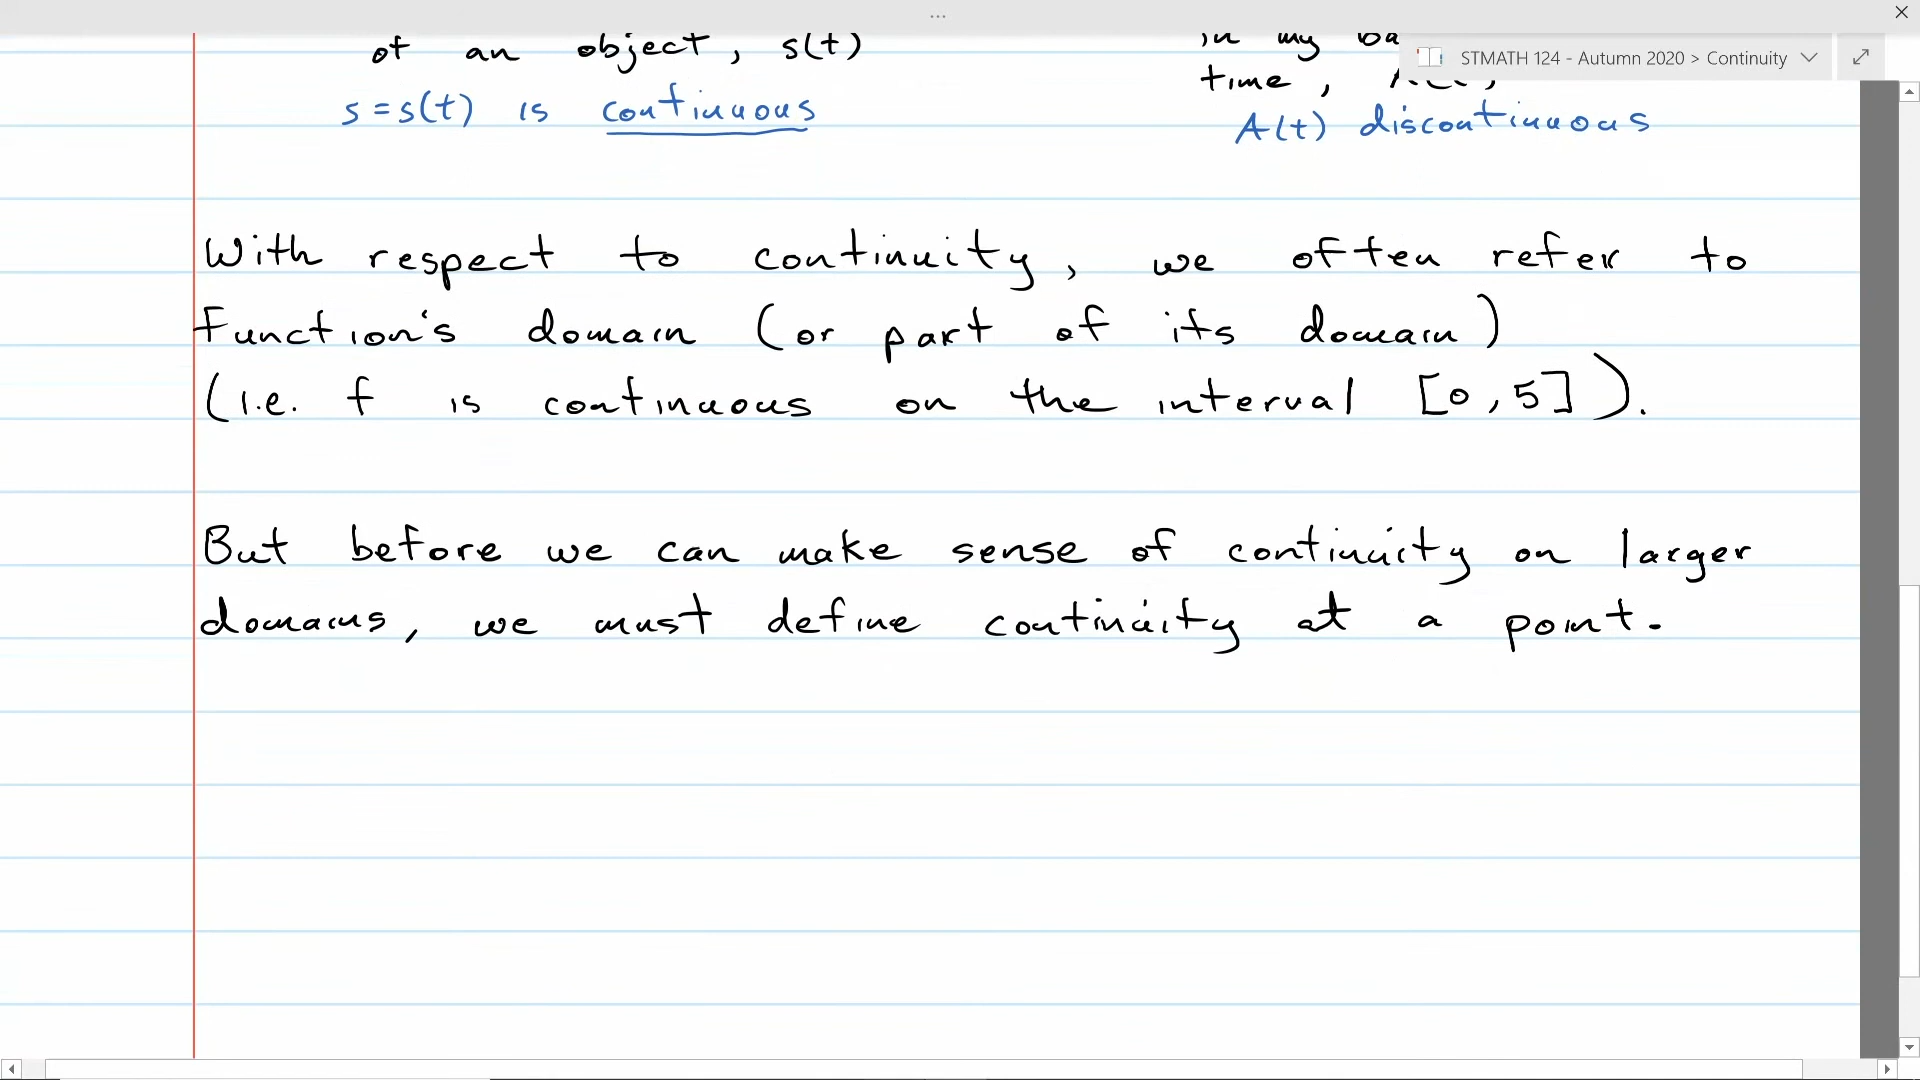 of an object, s(t)
s=s(t) is continuous
in my
time,
A(t) discontinuous
STMATH 124 - Autumn 2020 > Continuity
With respect to continuity, we often refer to
function's domain (or part of its domain)
(i.e. f is continuous on the interval [0,5]).
But before we can make sense of continuity on larger
domains, we must define continuity at a point.